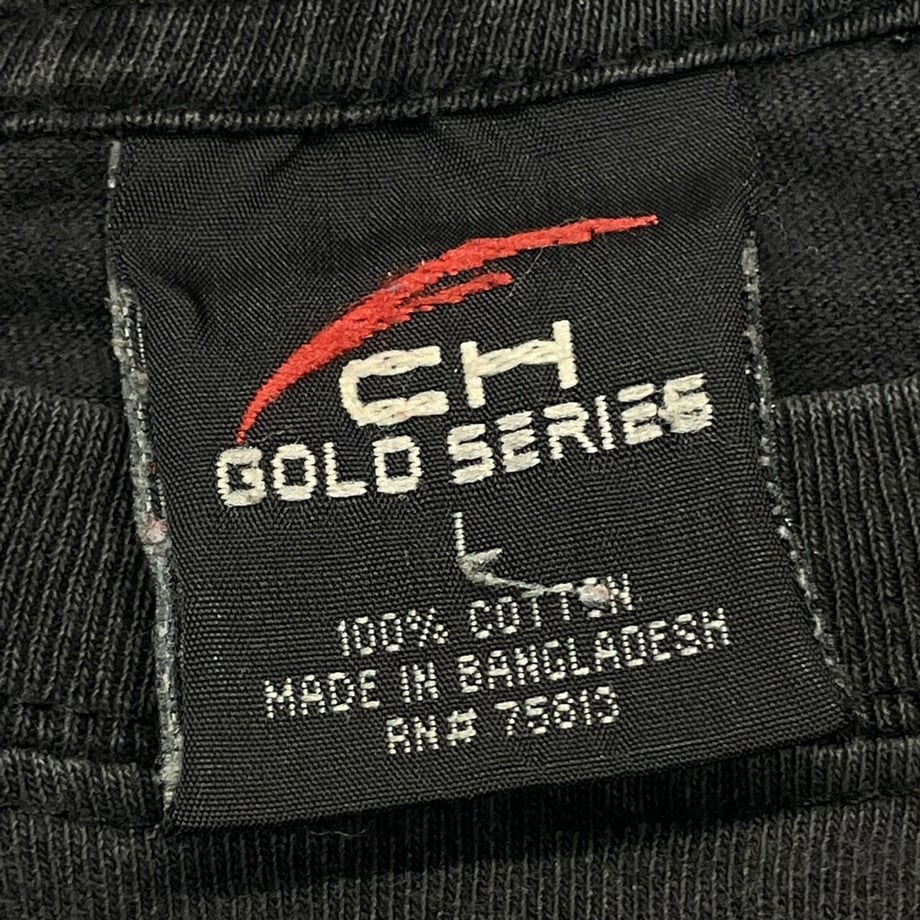 CH
GOLD SERIES
L
100% COTTON
MADE IN BANGLADESH
RN# 75613